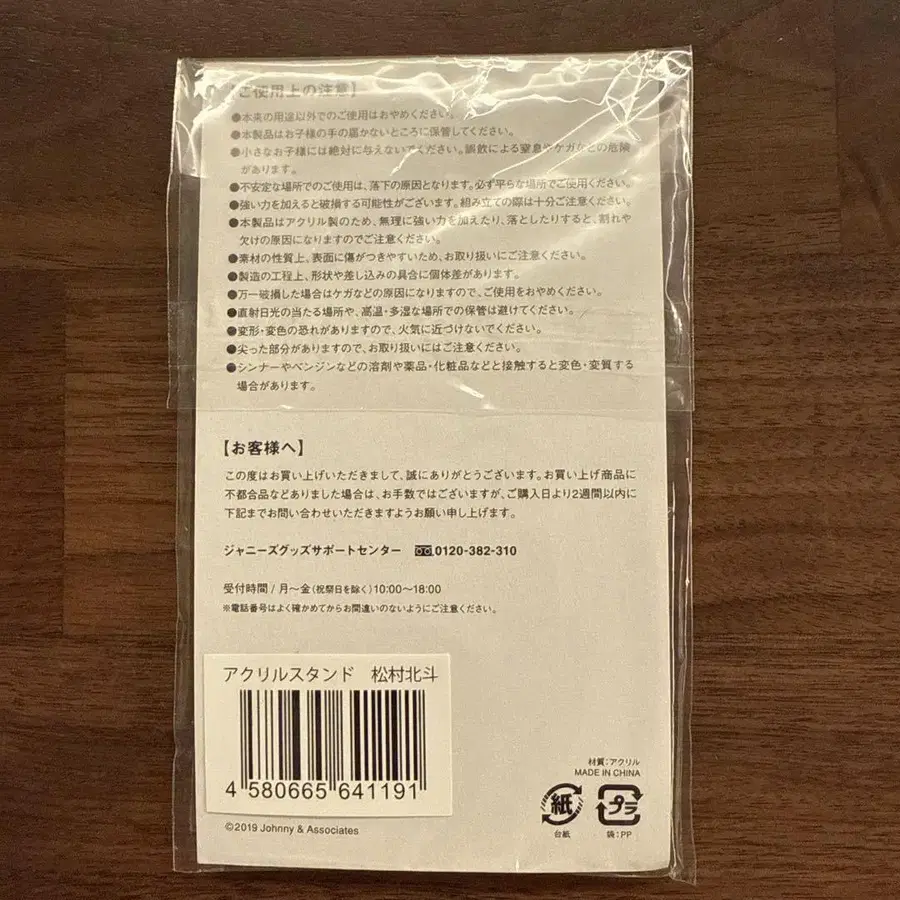 【ご使用上の注意】
●本来の用途以外でのご使用はおやめください。
●本製品はお子様の手の届かないところに保管してください。
●小さなお子様には絶対に与えないでください。誤飲による窒息やケガなどの危険
があります。
●不安定な場所でのご使用は、落下の原因となります。必ず平らな場所でご使用ください。
●強い力を加えると破損する可能性がございます。組み立ての際は十分ご注意ください。
●本製品はアクリル製のため、無理に強い力を加えたり、落としたりすると、割れや
欠けの原因になりますのでご注意ください。
●素材の性質上、表面に傷がつきやすいため、お取り扱いにご注意ください。
●製造の工程上、形状や差し込みの具合に個体差があります。
●万一破損した場合はケガなどの原因になりますので、ご使用をおやめください。
●直射日光の当たる場所や、高温・多湿な場所での保管は避けてください。
●変形・変色の恐れがありますので、火気に近づけないでください。
●尖った部分がありますので、お取り扱いにはご注意ください。
●シンナーやベンジンなどの溶剤や薬品・化粧品などと接触すると変色・変質する
場合があります。
【お客様へ】
この度はお買い上げいただきまして、誠にありがとうございます。お買い上げ商品に
不都合品などありました場合は、お手数ではございますが、ご購入日より2週間以内に
下記までお問い合わせいただきますようお願い申し上げます。
ジャニーズグッズサポートセンター 0120-382-310
受付時間/月〜金(祝祭日を除く)10:00〜18:00
※電話番号はよく確かめてからお間違いのないようにご注意ください。
アクリルスタンド 松村北斗
4 580665 641191
©2019 Johnny & Associates
材質:アクリル
MADE IN CHINA
紙 プラ
台紙 袋:PP